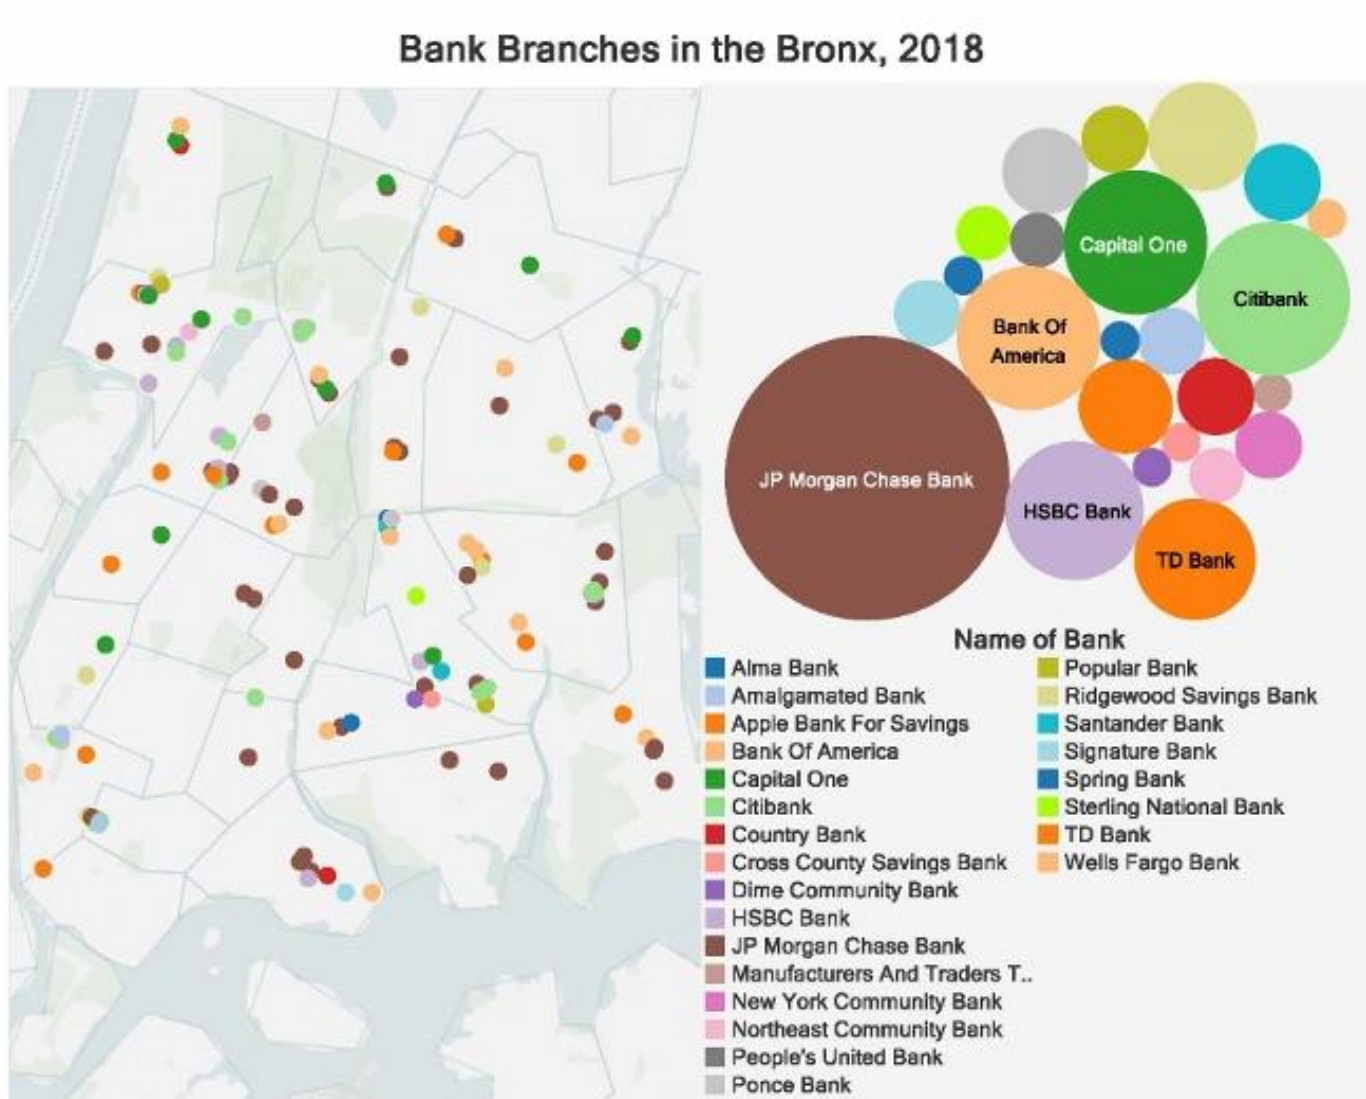 Bank Branches in the Bronx, 2018
Capital One
Citibank
Bank Of
America
JP Morgan Chase Bank
HSBC Bank
TD Bank
Name of Bank
Alma Bank
Amalgamated Bank
Apple Bank For Savings
Bank Of America
Capital One
Citibank
Country Bank
Cross County Savings Bank
Dime Community Bank
HSBC Bank
JP Morgan Chase Bank
Manufacturers And Traders T..
New York Community Bank
Northeast Community Bank
People's United Bank
Ponce Bank
Popular Bank
Ridgewood Savings Bank
Santander Bank
Signature Bank
Spring Bank
Sterling National Bank
TD Bank
Wells Fargo Bank